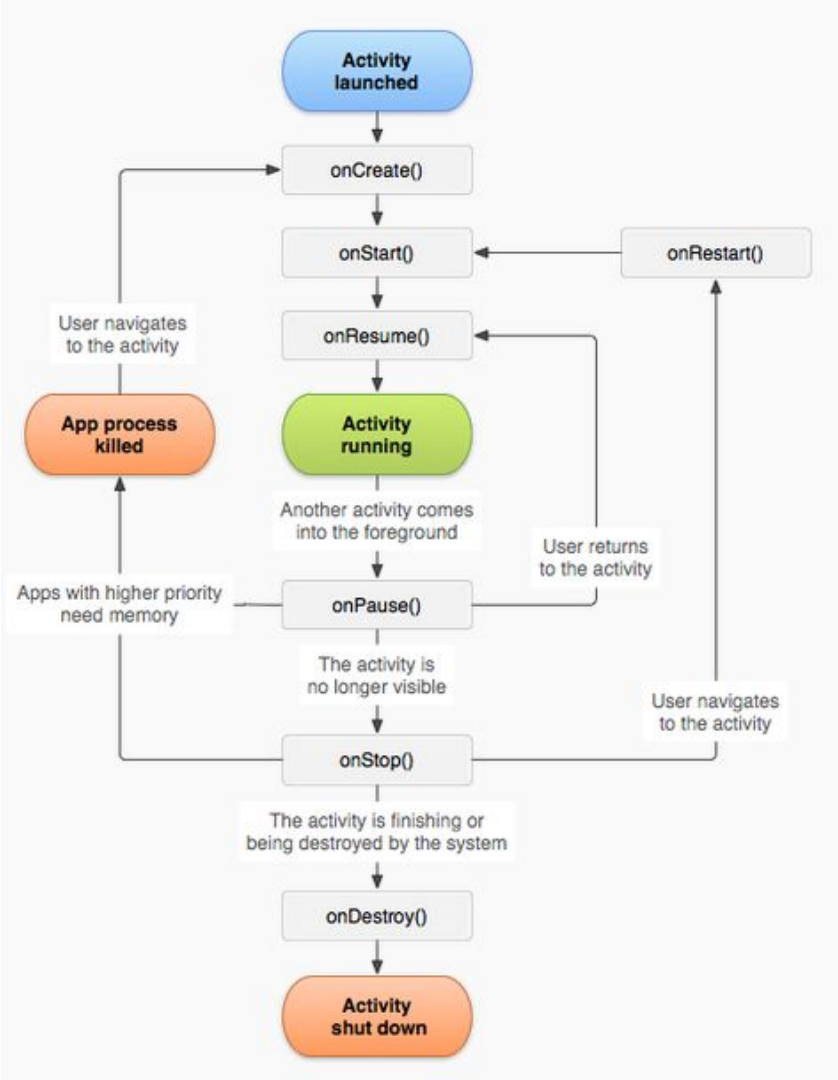 Activity
launched
onCreate()
onStart()
onRestart()
User navigates
to the activity
onResume()
App process
killed
Activity
running
Another activity comes
into the foreground
User returns
to the activity
Apps with higher priority
need memory
onPause()
The activity is
no longer visible
User navigates
to the activity
onStop()
The activity is finishing or
being destroyed by the system
onDestroy()
Activity
shut down